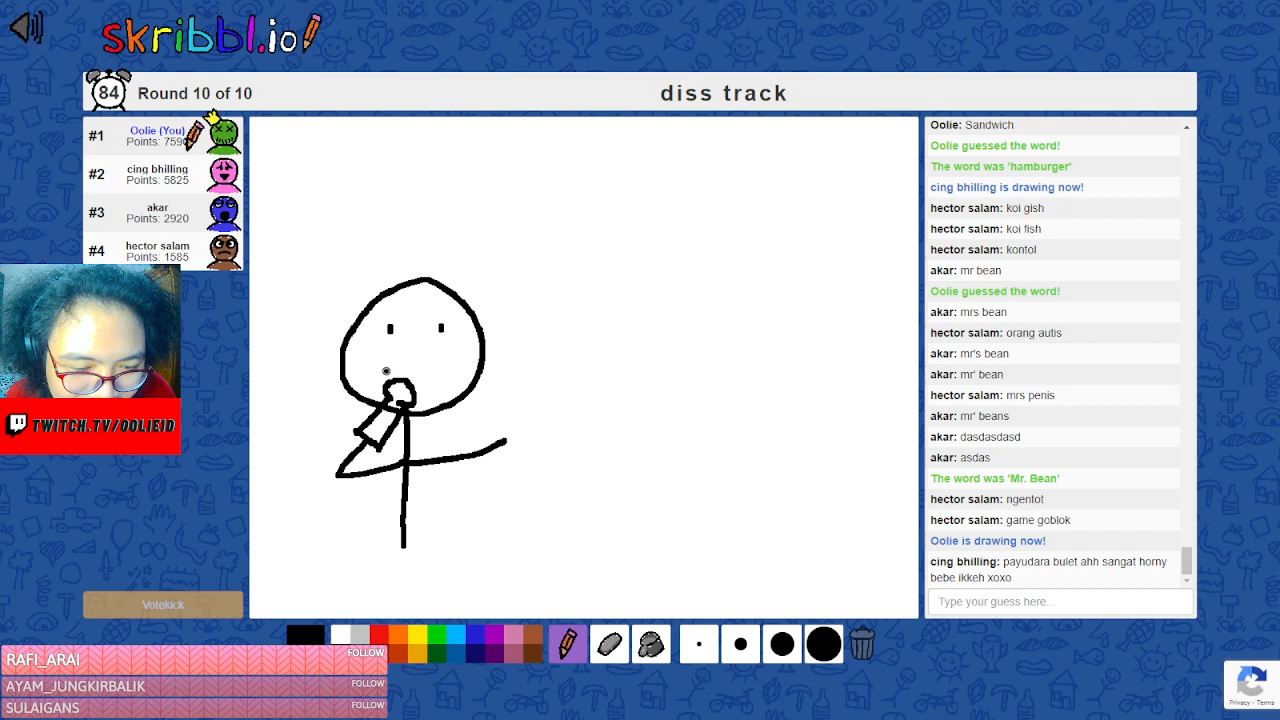 skribbl.io
84
Round 10 of 10
diss track
#1
Oolie (You)
Points: 7590
#2
cing bhilling
Points: 5825
#3
akar
Points: 2920
#4
hector salam
Points: 1585
TWITCH.TV/OOLIEID
Votekick
RAFI_ARAI
FOLLOW
AYAM_JUNGKIRBALIK
FOLLOW
SULAIGANS
FOLLOW
Oolie: Sandwich
Oolie guessed the word!
The word was 'hamburger'
cing bhilling is drawing now!
hector salam: koi gish
hector salam: koi fish
hector salam: kontol
akar: mr bean
Oolie guessed the word!
akar: mrs bean
hector salam: orang autis
akar: mr's bean
akar: mr' bean
hector salam: mrs penis
akar: mr' beans
akar: dasdasdasd
akar: asdas
The word was 'Mr. Bean'
hector salam: ngentot
hector salam: game goblok
Oolie is drawing now!
cing bhilling: payudara bulet ahh sangat horny
bebe ikkeh xoxo
Type your guess here...
Privacy - Terms